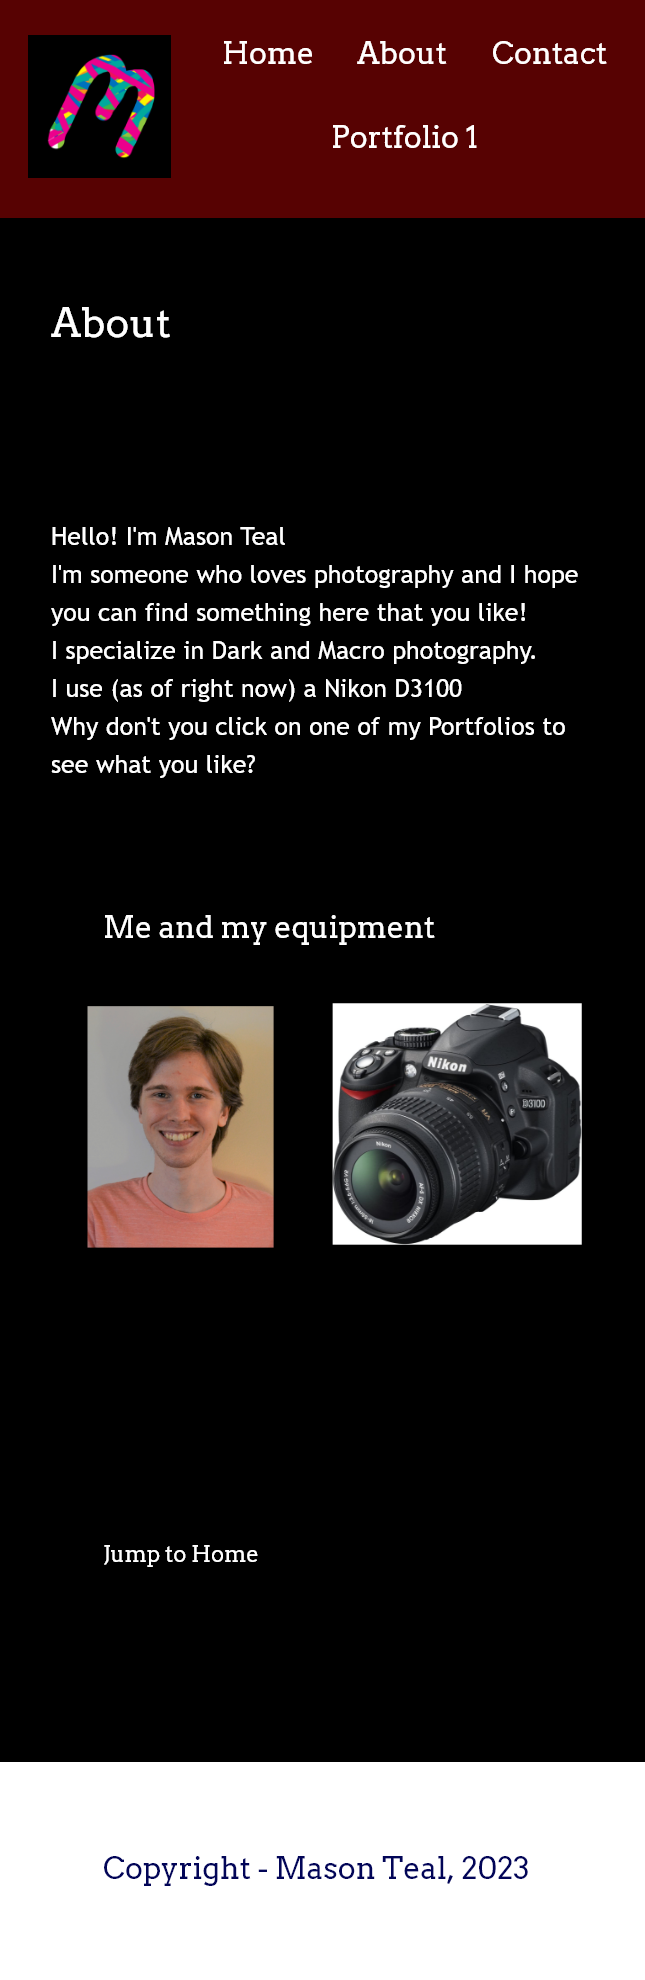 Home About Contact
Portfolio 1
About
Hello! I'm Mason Teal
I'm someone who loves photography and I hope
you can find something here that you like!
I specialize in Dark and Macro photography.
I use (as of right now) a Nikon D3100
Why don't you click on one of my Portfolios to
see what you like?
Me and my equipment
Nikon
D3100
Nikon
Jump to Home
Copyright - Mason Teal, 2023